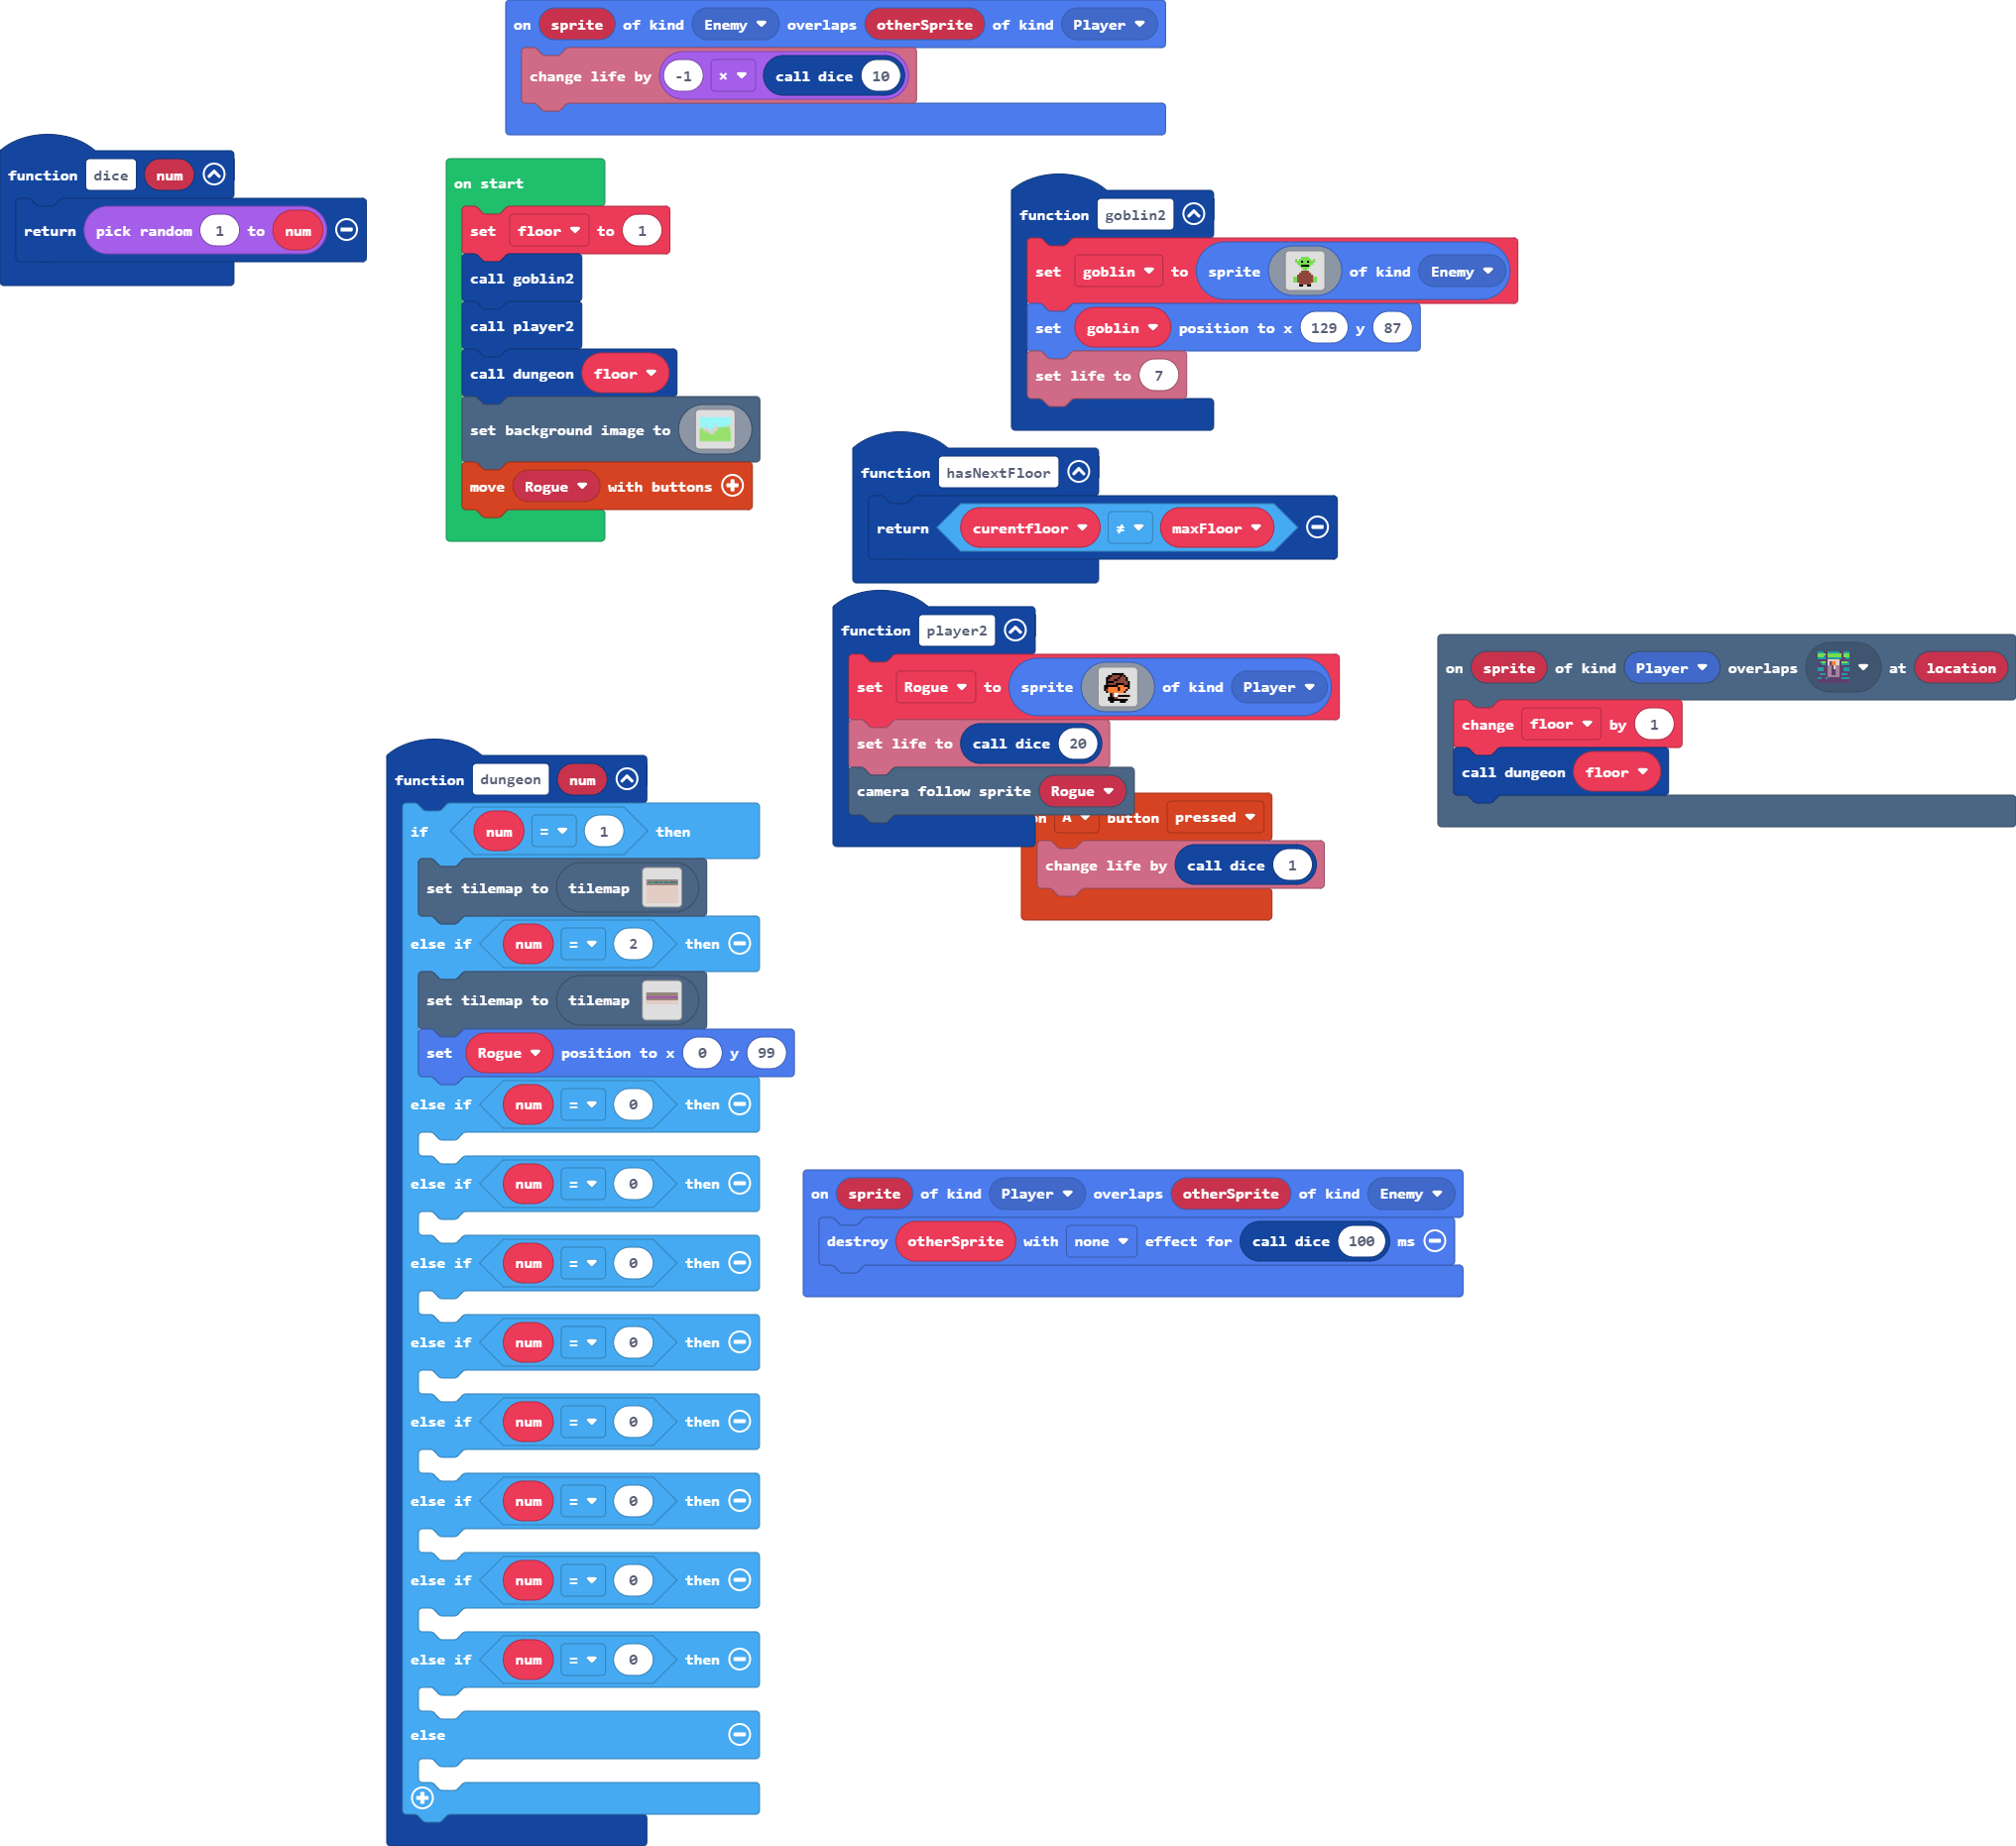 on sprite of kind Enemy overlaps otherSprite of kind Player
change life by -1 × call dice 10
function dice num
return pick random 1 to num
on start
set floor to 1
call goblin2
call player2
call dungeon floor
set background image to
move Rogue with buttons
function goblin2
set goblin to sprite of kind Enemy
set goblin position to x 129 y 87
set life to 7
function hasNextFloor
return curentfloor ≠ maxFloor
function player2
set Rogue to sprite of kind Player
set life to call dice 20
camera follow sprite Rogue
A button pressed
change life by call dice 1
on sprite of kind Player overlaps at location
change floor by 1
call dungeon floor
function dungeon num
if num = 1 then
set tilemap to tilemap
else if num = 2 then
set tilemap to tilemap
set Rogue position to x 0 y 99
else if num = 0 then
else if num = 0 then
else if num = 0 then
else if num = 0 then
else if num = 0 then
else if num = 0 then
else if num = 0 then
else if num = 0 then
else
on sprite of kind Player overlaps otherSprite of kind Enemy
destroy otherSprite with none effect for call dice 100 ms